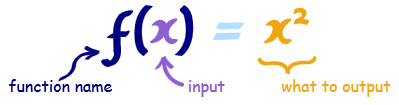 f(x) = x²
function name input what to output